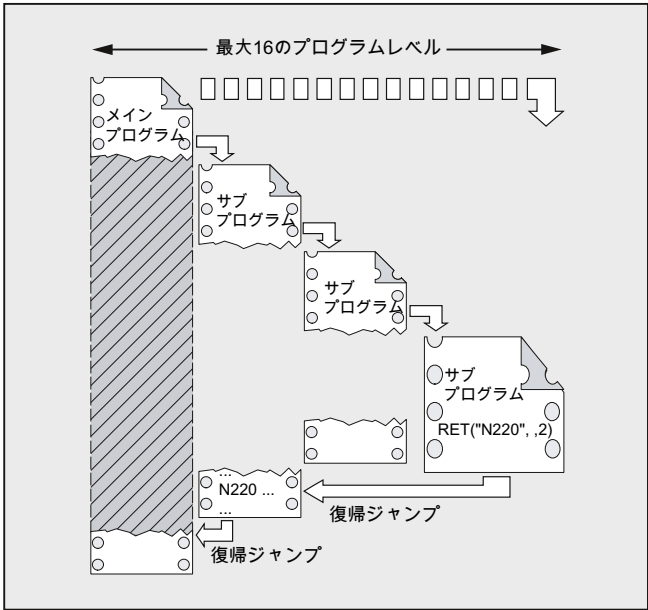 最大16のプログラムレベル
メイン
プログラム
サブ
プログラム
サブ
プログラム
サブ
プログラム
RET("N220", ,2)
...
N220 ...
...
復帰ジャンプ
復帰ジャンプ